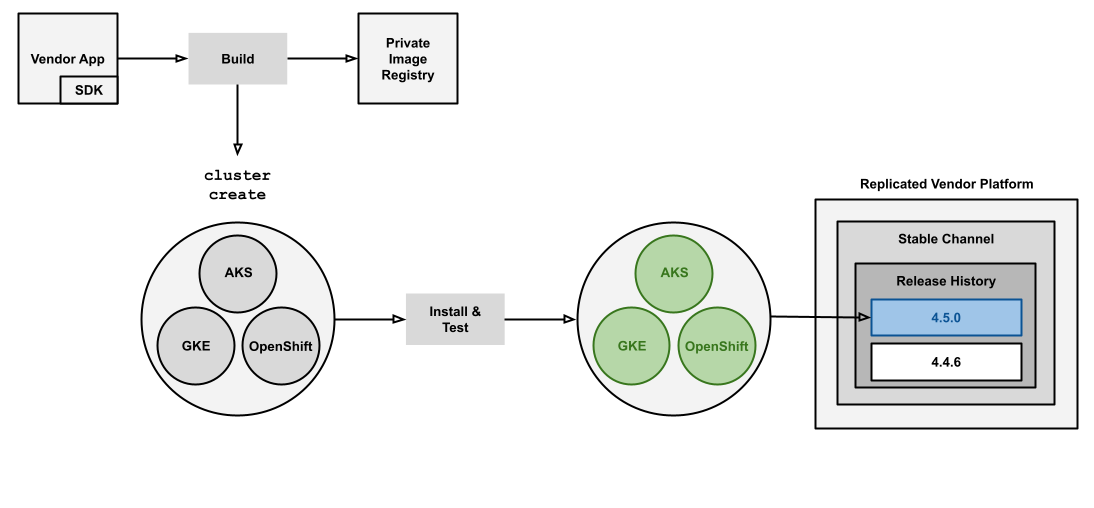 Vendor App
SDK
Build
Private
Image
Registry
cluster
create
AKS
GKE
OpenShift
Install &
Test
AKS
GKE
OpenShift
Replicated Vendor Platform
Stable Channel
Release History
4.5.0
4.4.6